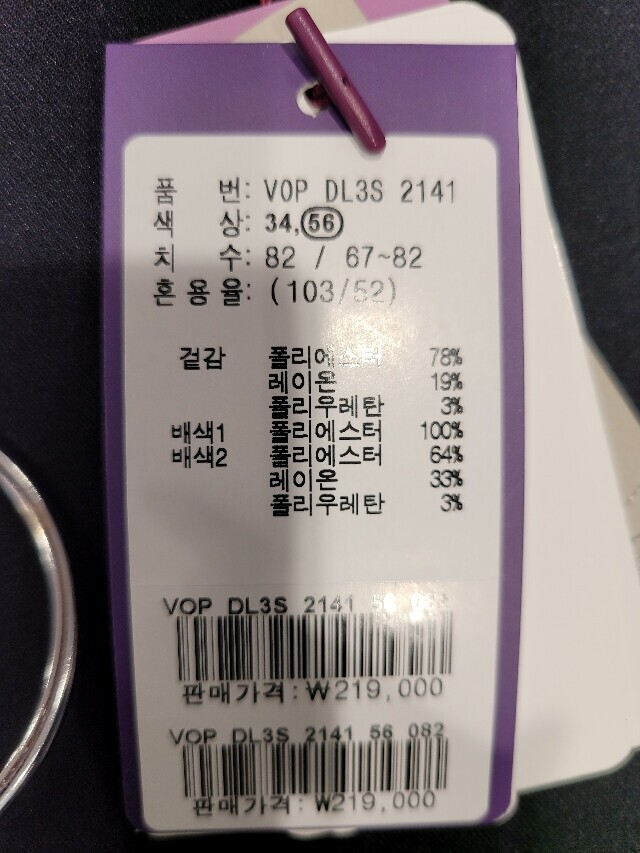 품 번: VOP DL3S 2141
색 상: 34,56
치 수: 82 / 67~82
혼용율: (103/52)
겉감 폴리에스터 78%
레이온 19%
폴리우레탄 3%
배색1 폴리에스터 100%
배색2 폴리에스터 64%
레이온 33%
폴리우레탄 3%
VOP DL3S 2141 56 082
판매가격:₩219,000
VOP DL3S 2141 56 082
판매가격:₩219,000